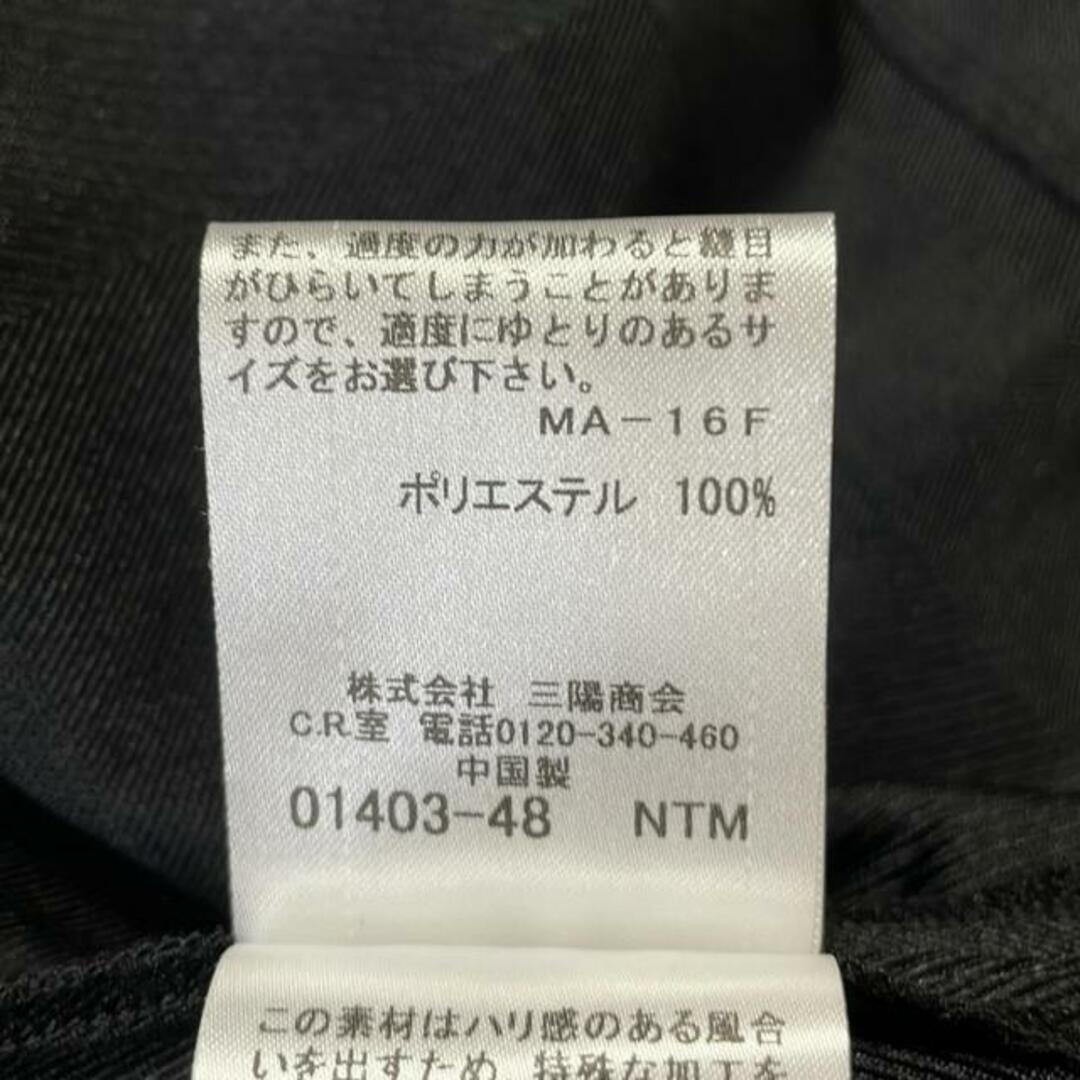 また、過度の力が加わると縫目
がひらいてしまうことがありま
すので、適度にゆとりのあるサ
イズをお選び下さい。
MA-16F
ポリエステル 100%
株式会社 三陽商会
C.R.室 電話0120-340-460
中国製
01403-48 NTM
この素材はハリ感のある風合
いを出すため、特殊な加工を